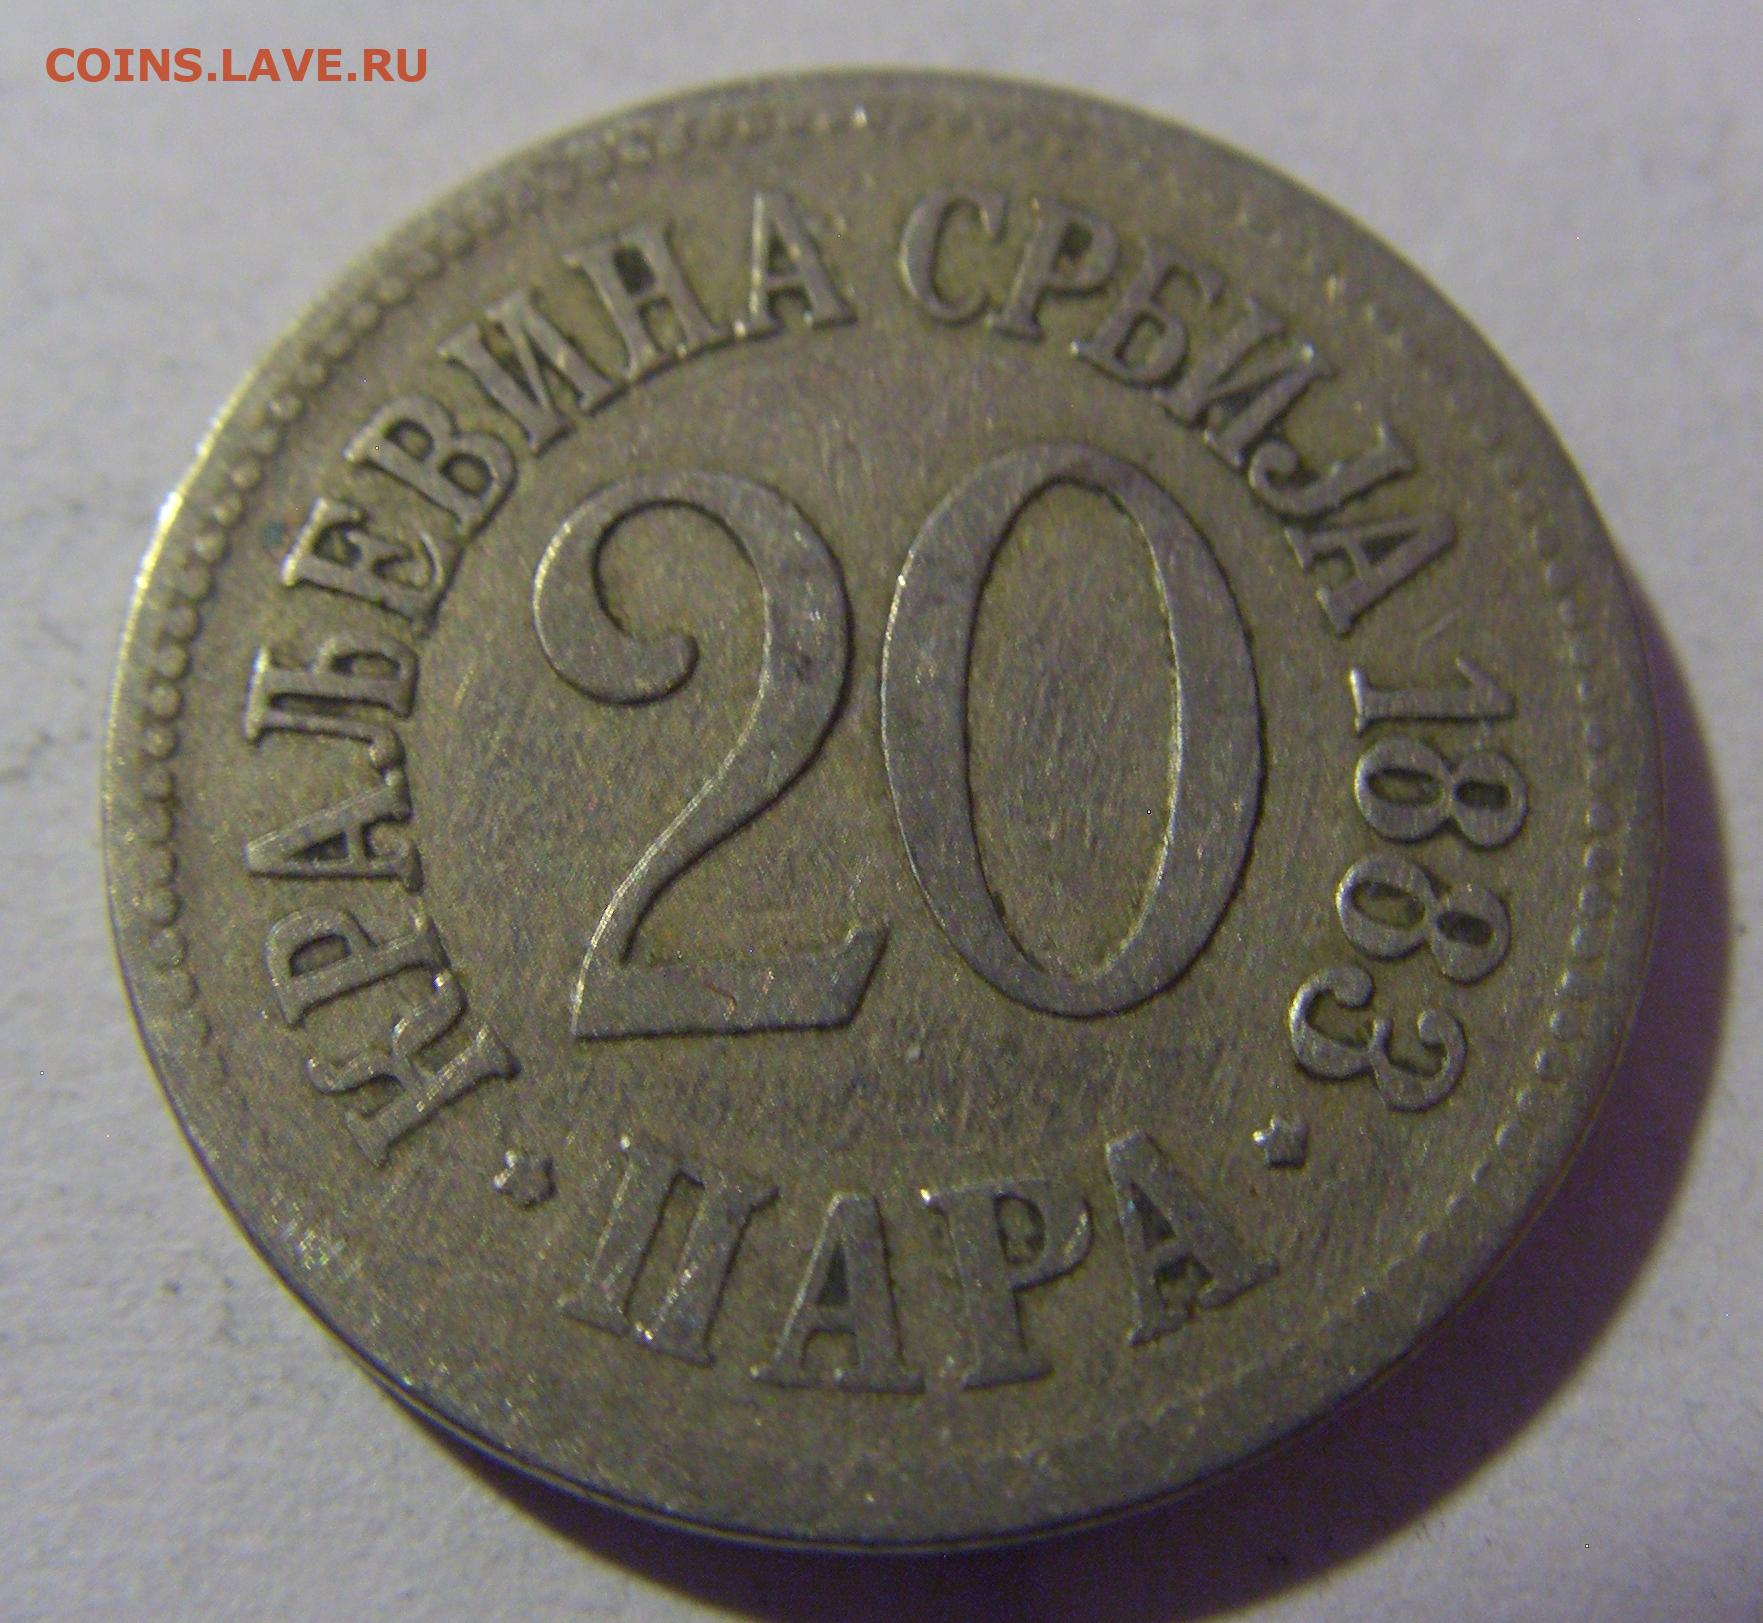 COINS.LAVE.RU
КРАЉЕВИНА СРБИЈА 1883
20
ПАРА